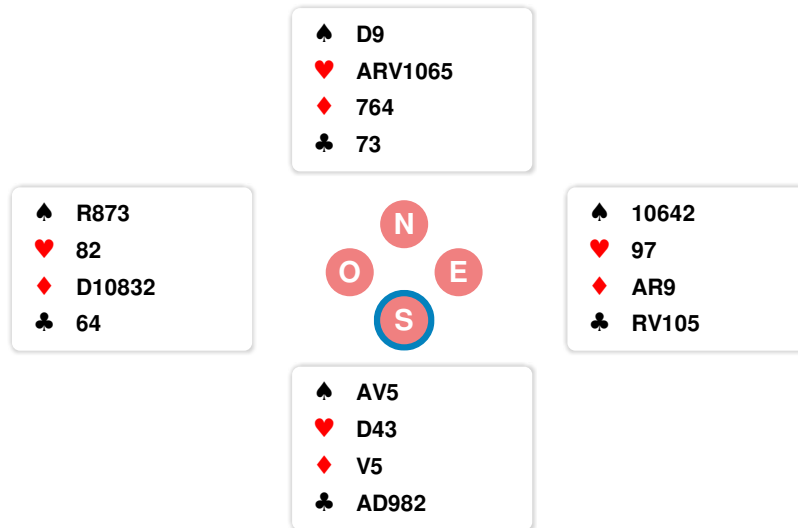 ♠ D9
♥ ARV1065
♦ 764
♣ 73
♠ R873
♥ 82
♦ D10832
♣ 64
N
O E
S
♠ 10642
♥ 97
♦ AR9
♣ RV105
♠ AV5
♥ D43
♦ V5
♣ AD982